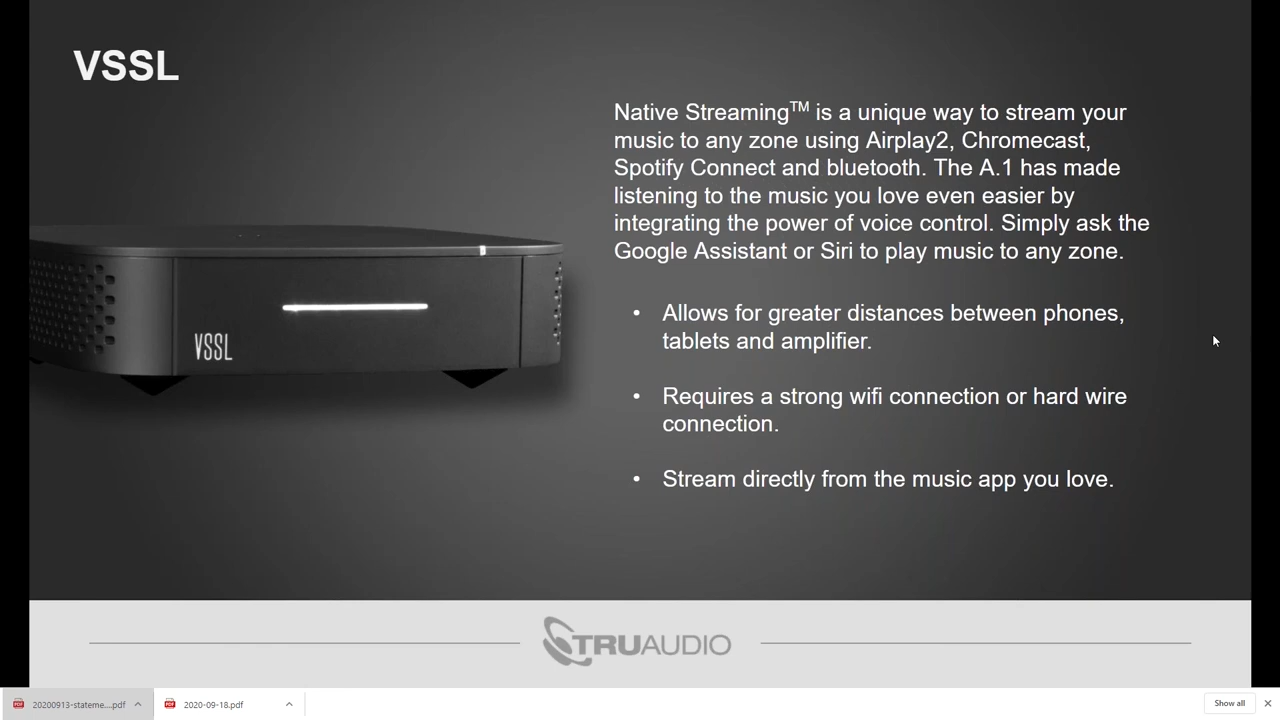 VSSL
Native Streaming™ is a unique way to stream your
music to any zone using Airplay2, Chromecast,
Spotify Connect and bluetooth. The A.1 has made
listening to the music you love even easier by
integrating the power of voice control. Simply ask the
Google Assistant or Siri to play music to any zone.
• Allows for greater distances between phones,
tablets and amplifier.
• Requires a strong wifi connection or hard wire
connection.
• Stream directly from the music app you love.
VSSL
TRUAUDIO
20200913-stateme....pdf
2020-09-18.pdf
Show all